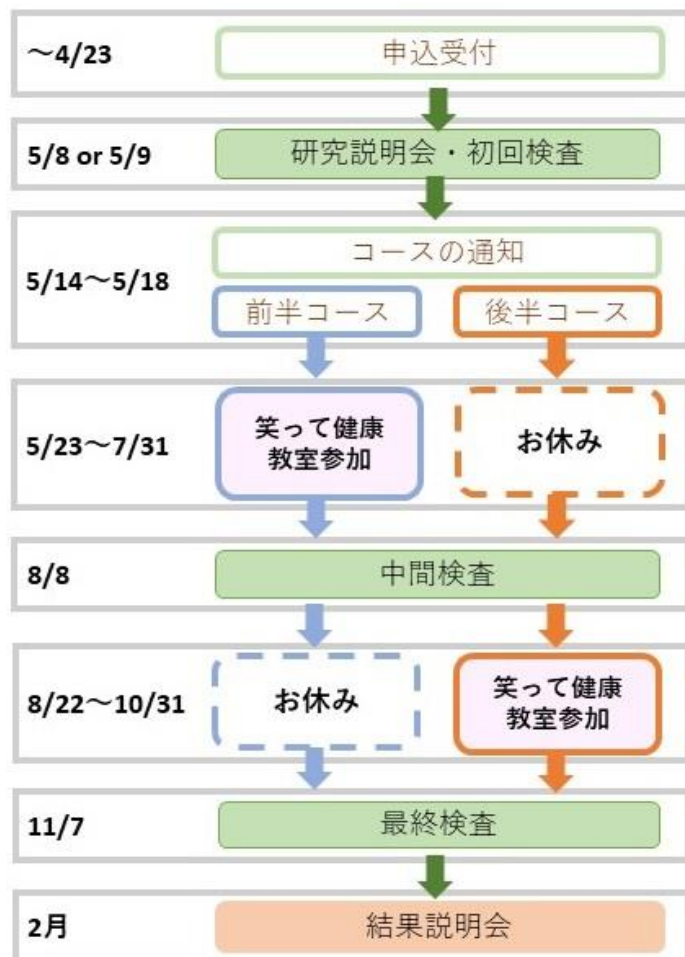 ～4/23
申込受付
5/8 or 5/9
研究説明会・初回検査
5/14～5/18
コースの通知
前半コース
後半コース
5/23～7/31
笑って健康
教室参加
お休み
8/8
中間検査
8/22～10/31
お休み
笑って健康
教室参加
11/7
最終検査
2月
結果説明会